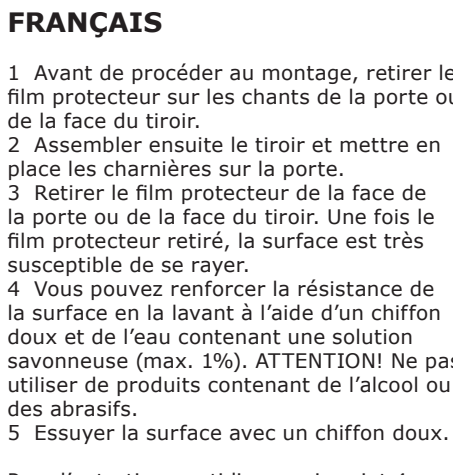 FRANÇAIS
1 Avant de procéder au montage, retirer le
film protecteur sur les chants de la porte ou
de la face du tiroir.
2 Assembler ensuite le tiroir et mettre en
place les charnières sur la porte.
3 Retirer le film protecteur de la face de
la porte ou de la face du tiroir. Une fois le
film protecteur retiré, la surface est très
susceptible de se rayer.
4 Vous pouvez renforcer la résistance de
la surface en la lavant à l’aide d’un chiffon
doux et de l’eau contenant une solution
savonneuse (max. 1%). ATTENTION! Ne pas
utiliser de produits contenant de l’alcool ou
des abrasifs.
5 Essuyer la surface avec un chiffon doux.